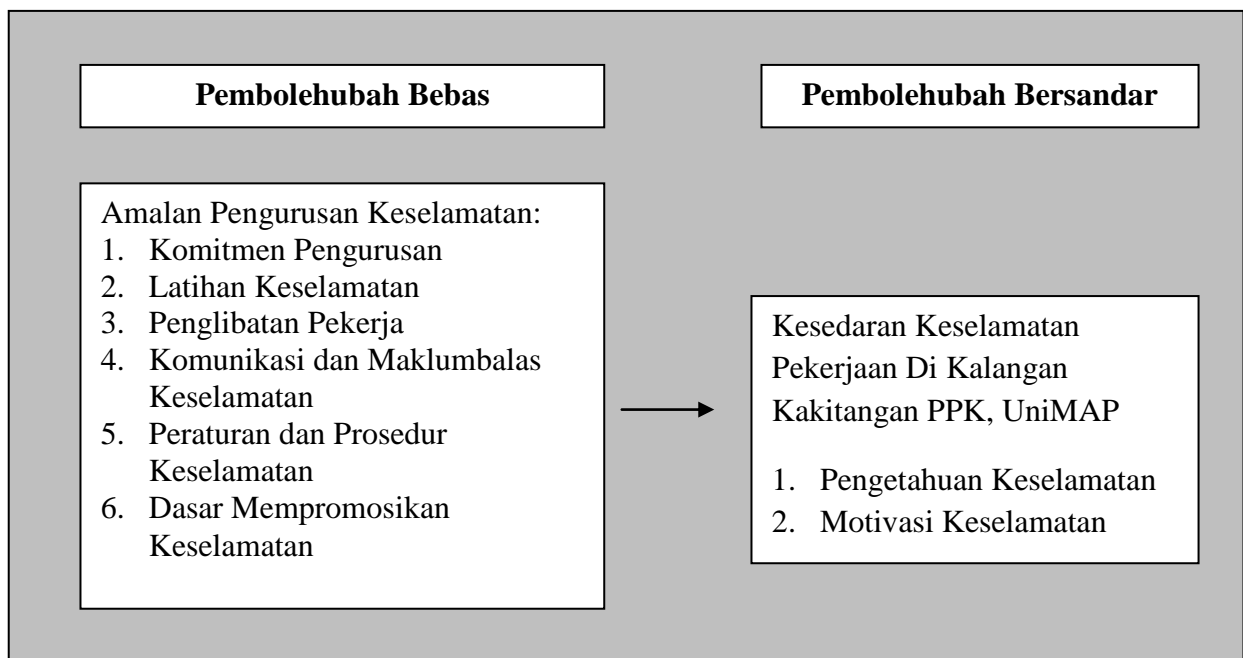 Pembolehubah Bebas
Pembolehubah Bersandar
Amalan Pengurusan Keselamatan:
1. Komitmen Pengurusan
2. Latihan Keselamatan
3. Penglibatan Pekerja
4. Komunikasi dan Maklumbalas
Keselamatan
5. Peraturan dan Prosedur
Keselamatan
6. Dasar Mempromosikan
Keselamatan
Kesedaran Keselamatan
Pekerjaan Di Kalangan
Kakitangan PPK, UniMAP
1. Pengetahuan Keselamatan
2. Motivasi Keselamatan